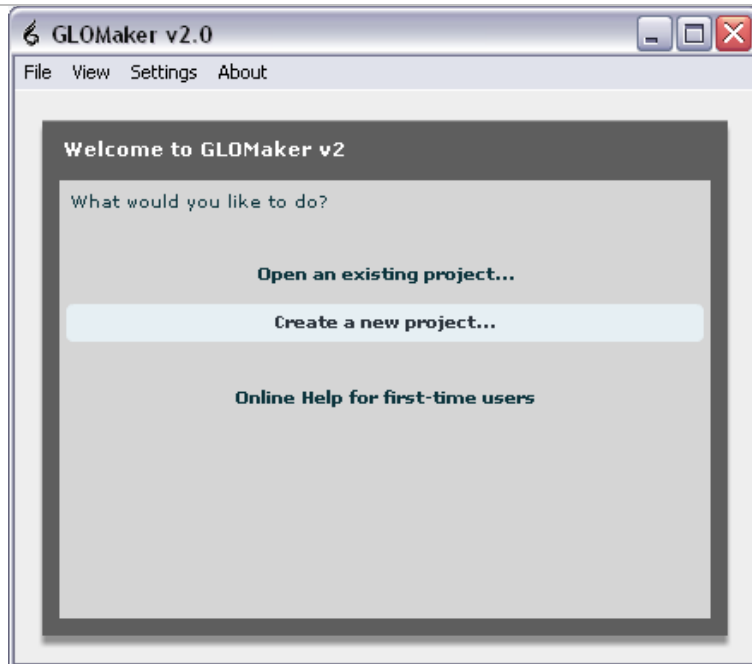 GLOMaker v2.0
File View Settings About
Welcome to GLOMaker v2
What would you like to do?
Open an existing project...
Create a new project...
Online Help for first-time users